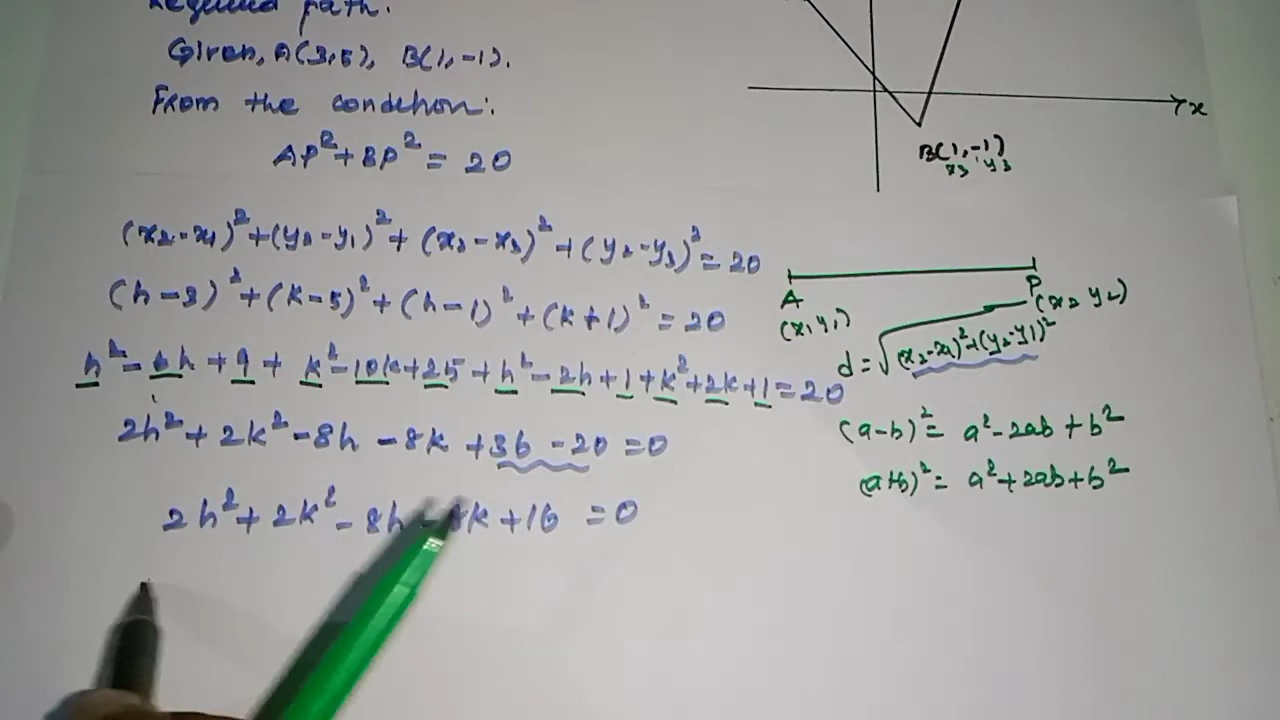 Required path.
Given, A(3,5), B(1,-1).
From the condition:
AP²+BP² = 20
(x₂-x₁)²+(y₂-y₁)²+(x₂-x₃)²+(y₂-y₃)²=20
(h-3)²+(k-5)²+(h-1)²+(k+1)²=20
h²-6h+9+k²-10k+25+h²-2h+1+k²+2k+1=20
2h²+2k²-8h-8k+36-20=0
2h²+2k²-8h-8k+16=0
x
B(1,-1)
x₃ y₃
A
(x₁y₁)
P
(x₂ y₂)
d=√(x₂-x₁)²+(y₂-y₁)²
(a-b)²= a²-2ab+b²
(a+b)²= a²+2ab+b²